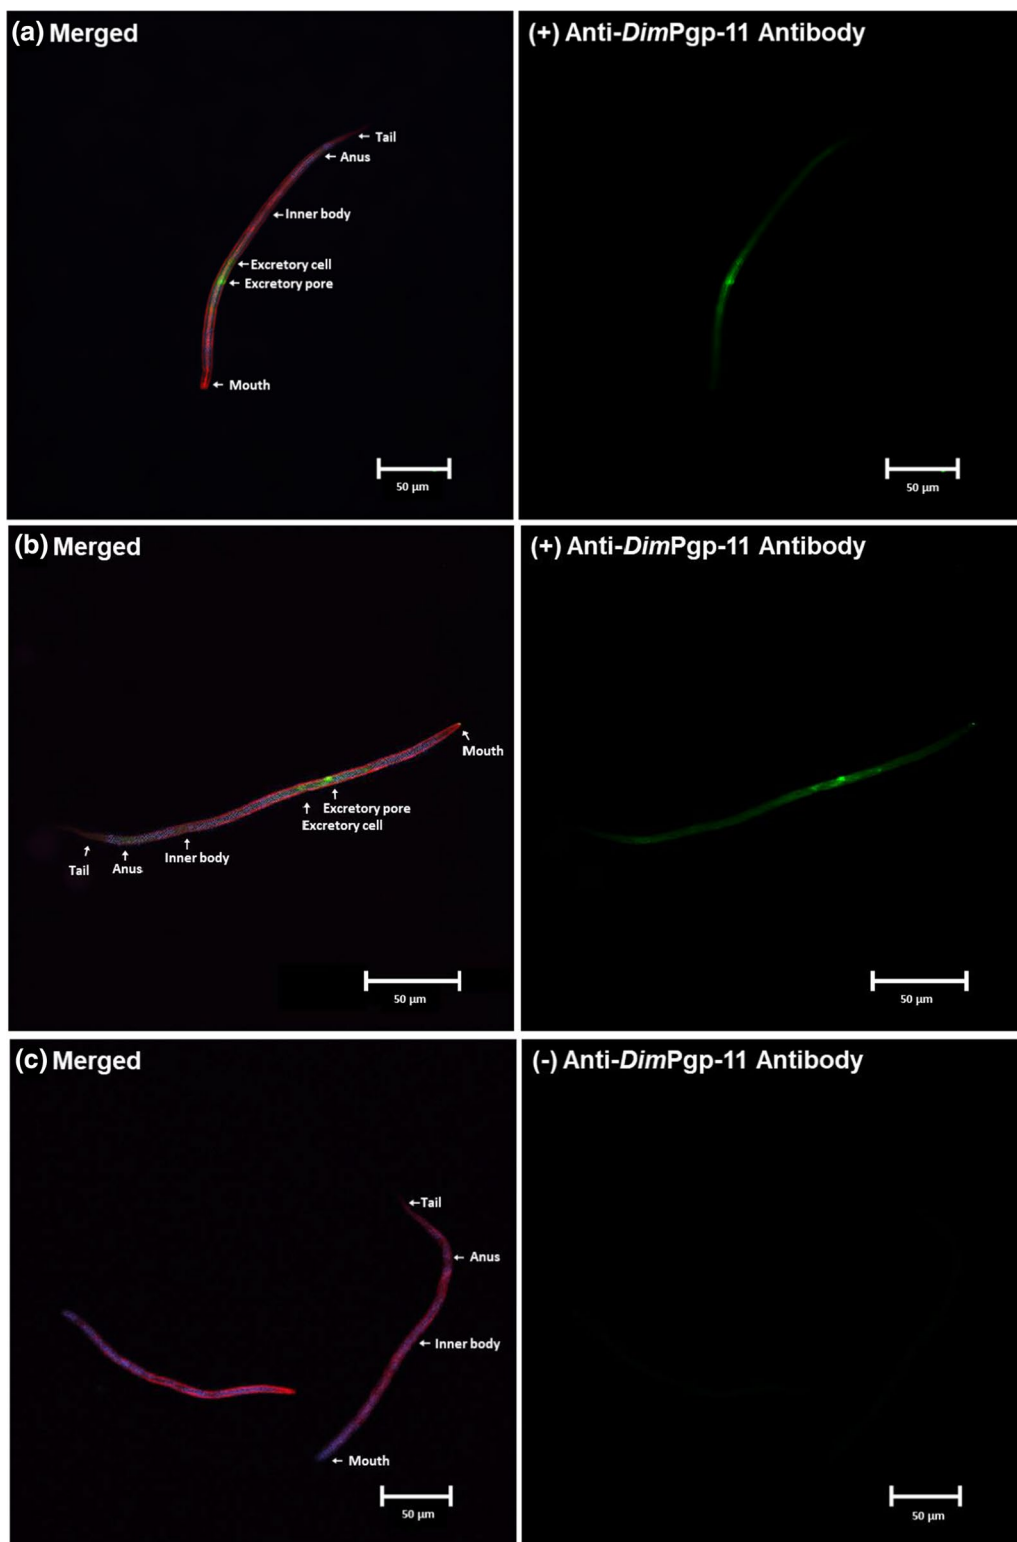 (a) Merged
(+) Anti-DimPgp-11 Antibody
Tail
Anus
Inner body
Excretory cell
Excretory pore
Mouth
50 µm
50 µm
(b) Merged
(+) Anti-DimPgp-11 Antibody
Mouth
Excretory pore
Excretory cell
Inner body
Anus
Tail
50 µm
50 µm
(c) Merged
(-) Anti-DimPgp-11 Antibody
Tail
Anus
Inner body
Mouth
50 µm
50 µm